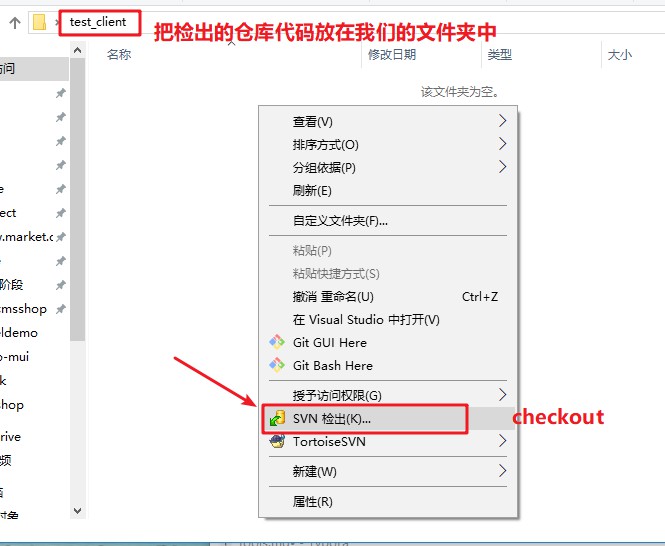 test_client
把检出的仓库代码放在我们的文件夹中
名称 修改日期 类型 大小
访问
该文件夹为空。
查看(V)
排序方式(O)
分组依据(P)
刷新(E)
自定义文件夹(F)...
粘贴(P)
粘贴快捷方式(S)
撤消 重命名(U) Ctrl+Z
在 Visual Studio 中打开(V)
Git GUI Here
Git Bash Here
授予访问权限(G)
SVN 检出(K)...
checkout
TortoiseSVN
新建(W)
属性(R)
e
ect
v.market.c
阶段
cmsshop
eldemo
o-mui
k
hop
rive
频
对象